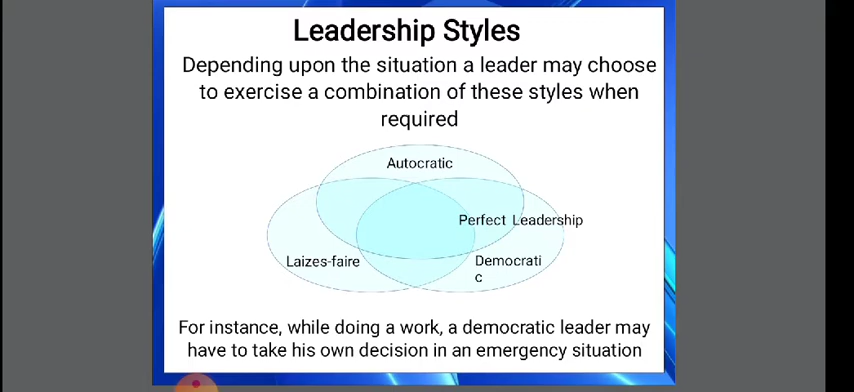 Leadership Styles
Depending upon the situation a leader may choose
to exercise a combination of these styles when
required
Autocratic
Perfect Leadership
Laizes-faire
Democrati
c
For instance, while doing a work, a democratic leader may
have to take his own decision in an emergency situation